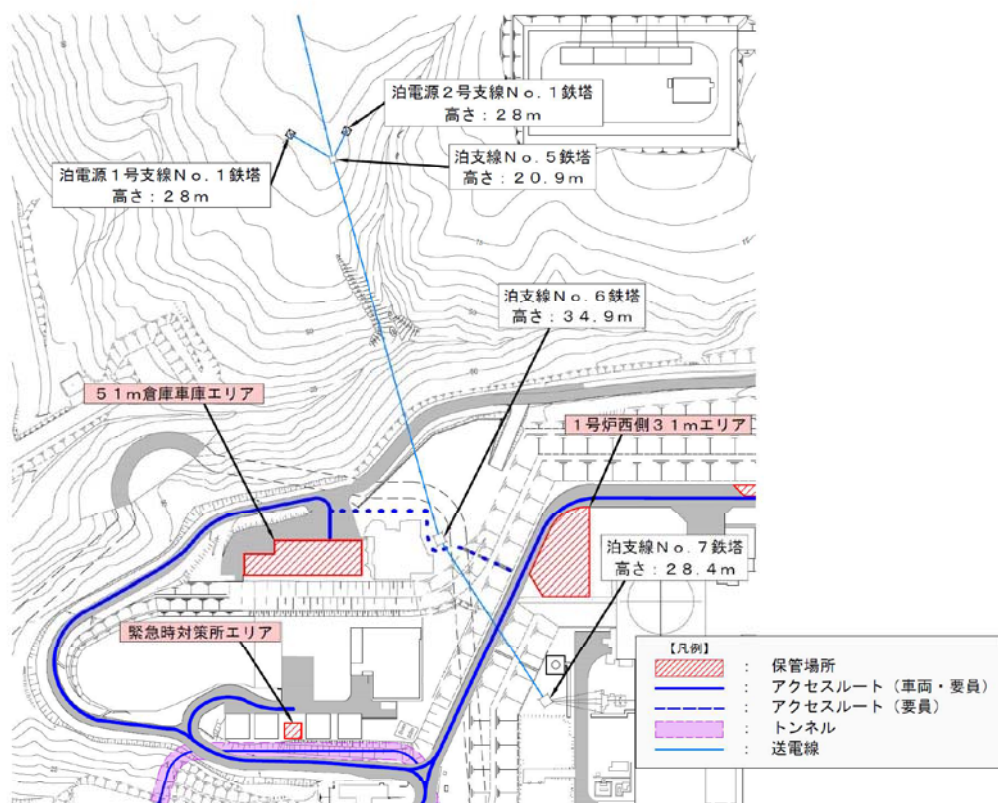 泊電源2号支線No.1鉄塔
高さ:28m
泊支線No.5鉄塔
高さ:20.9m
泊電源1号支線No.1鉄塔
高さ:28m
泊支線No.6鉄塔
高さ:34.9m
51m倉庫車庫エリア
1号炉西側31mエリア
泊支線No.7鉄塔
高さ:28.4m
緊急時対策所エリア
【凡例】
: 保管場所
: アクセスルート(車両・要員)
: アクセスルート(要員)
: トンネル
: 送電線